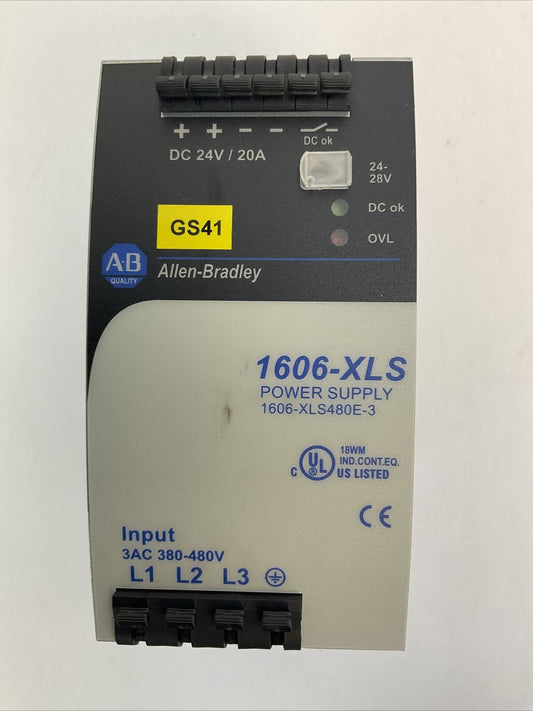 + + - -
DC ok
DC 24V / 20A
24-
28V
DC ok
OVL
GS41
A-B
QUALITY
Allen-Bradley
1606-XLS
POWER SUPPLY
1606-XLS480E-3
18WM
IND.CONT.EQ.
C UL US LISTED
CE
Input
3AC 380-480V
L1 L2 L3